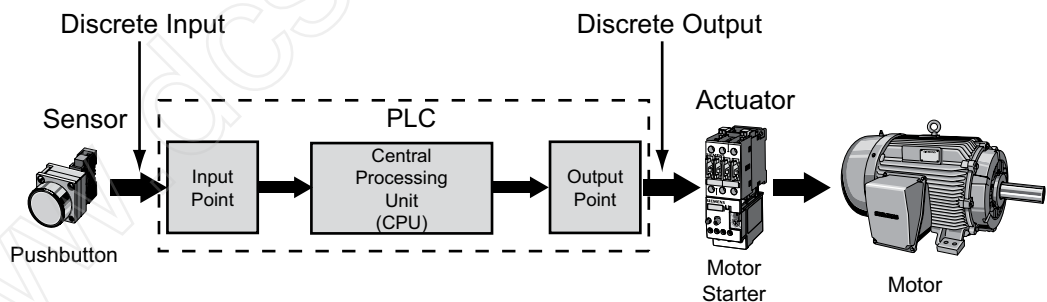 Discrete Input
Discrete Output
Sensor
PLC
Actuator
Input
Point
Central
Processing
Unit
(CPU)
Output
Point
SIEMENS
Pushbutton
Motor
Starter
Motor